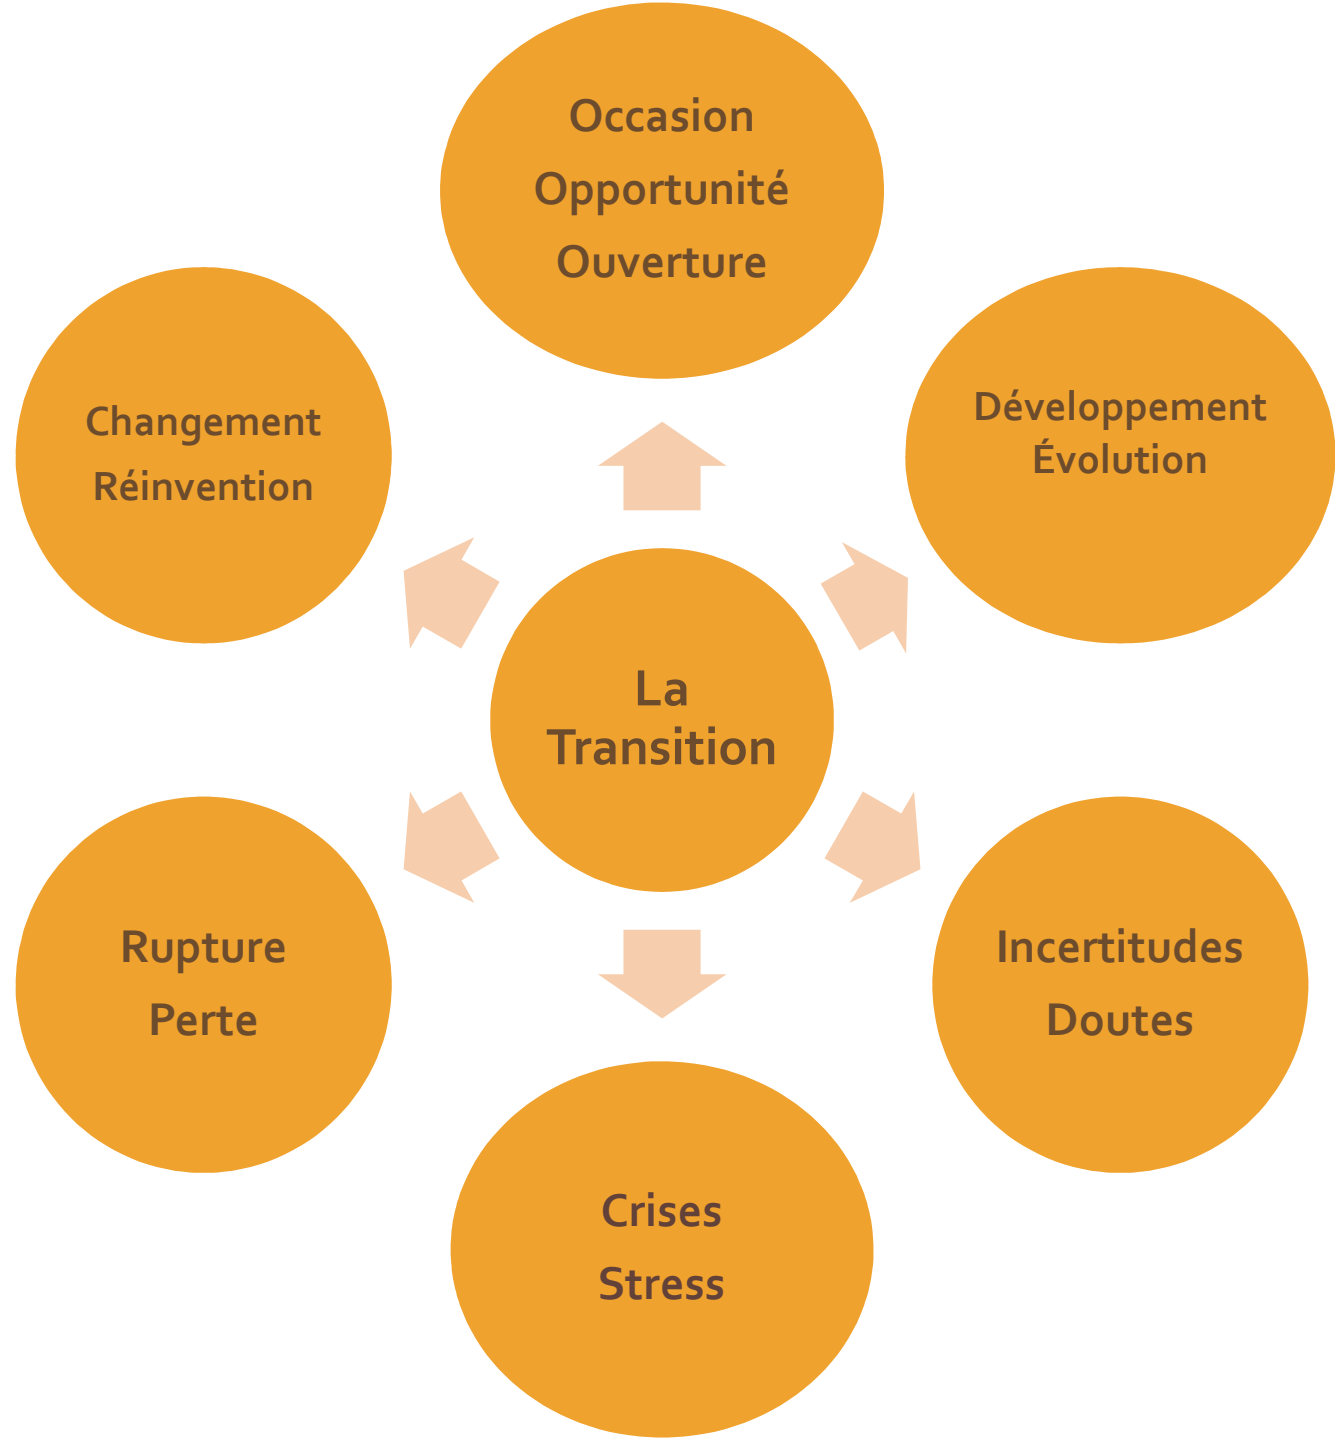 Occasion
Opportunité
Ouverture
Changement
Réinvention
Développement
Évolution
La
Transition
Rupture
Perte
Incertitudes
Doutes
Crises
Stress